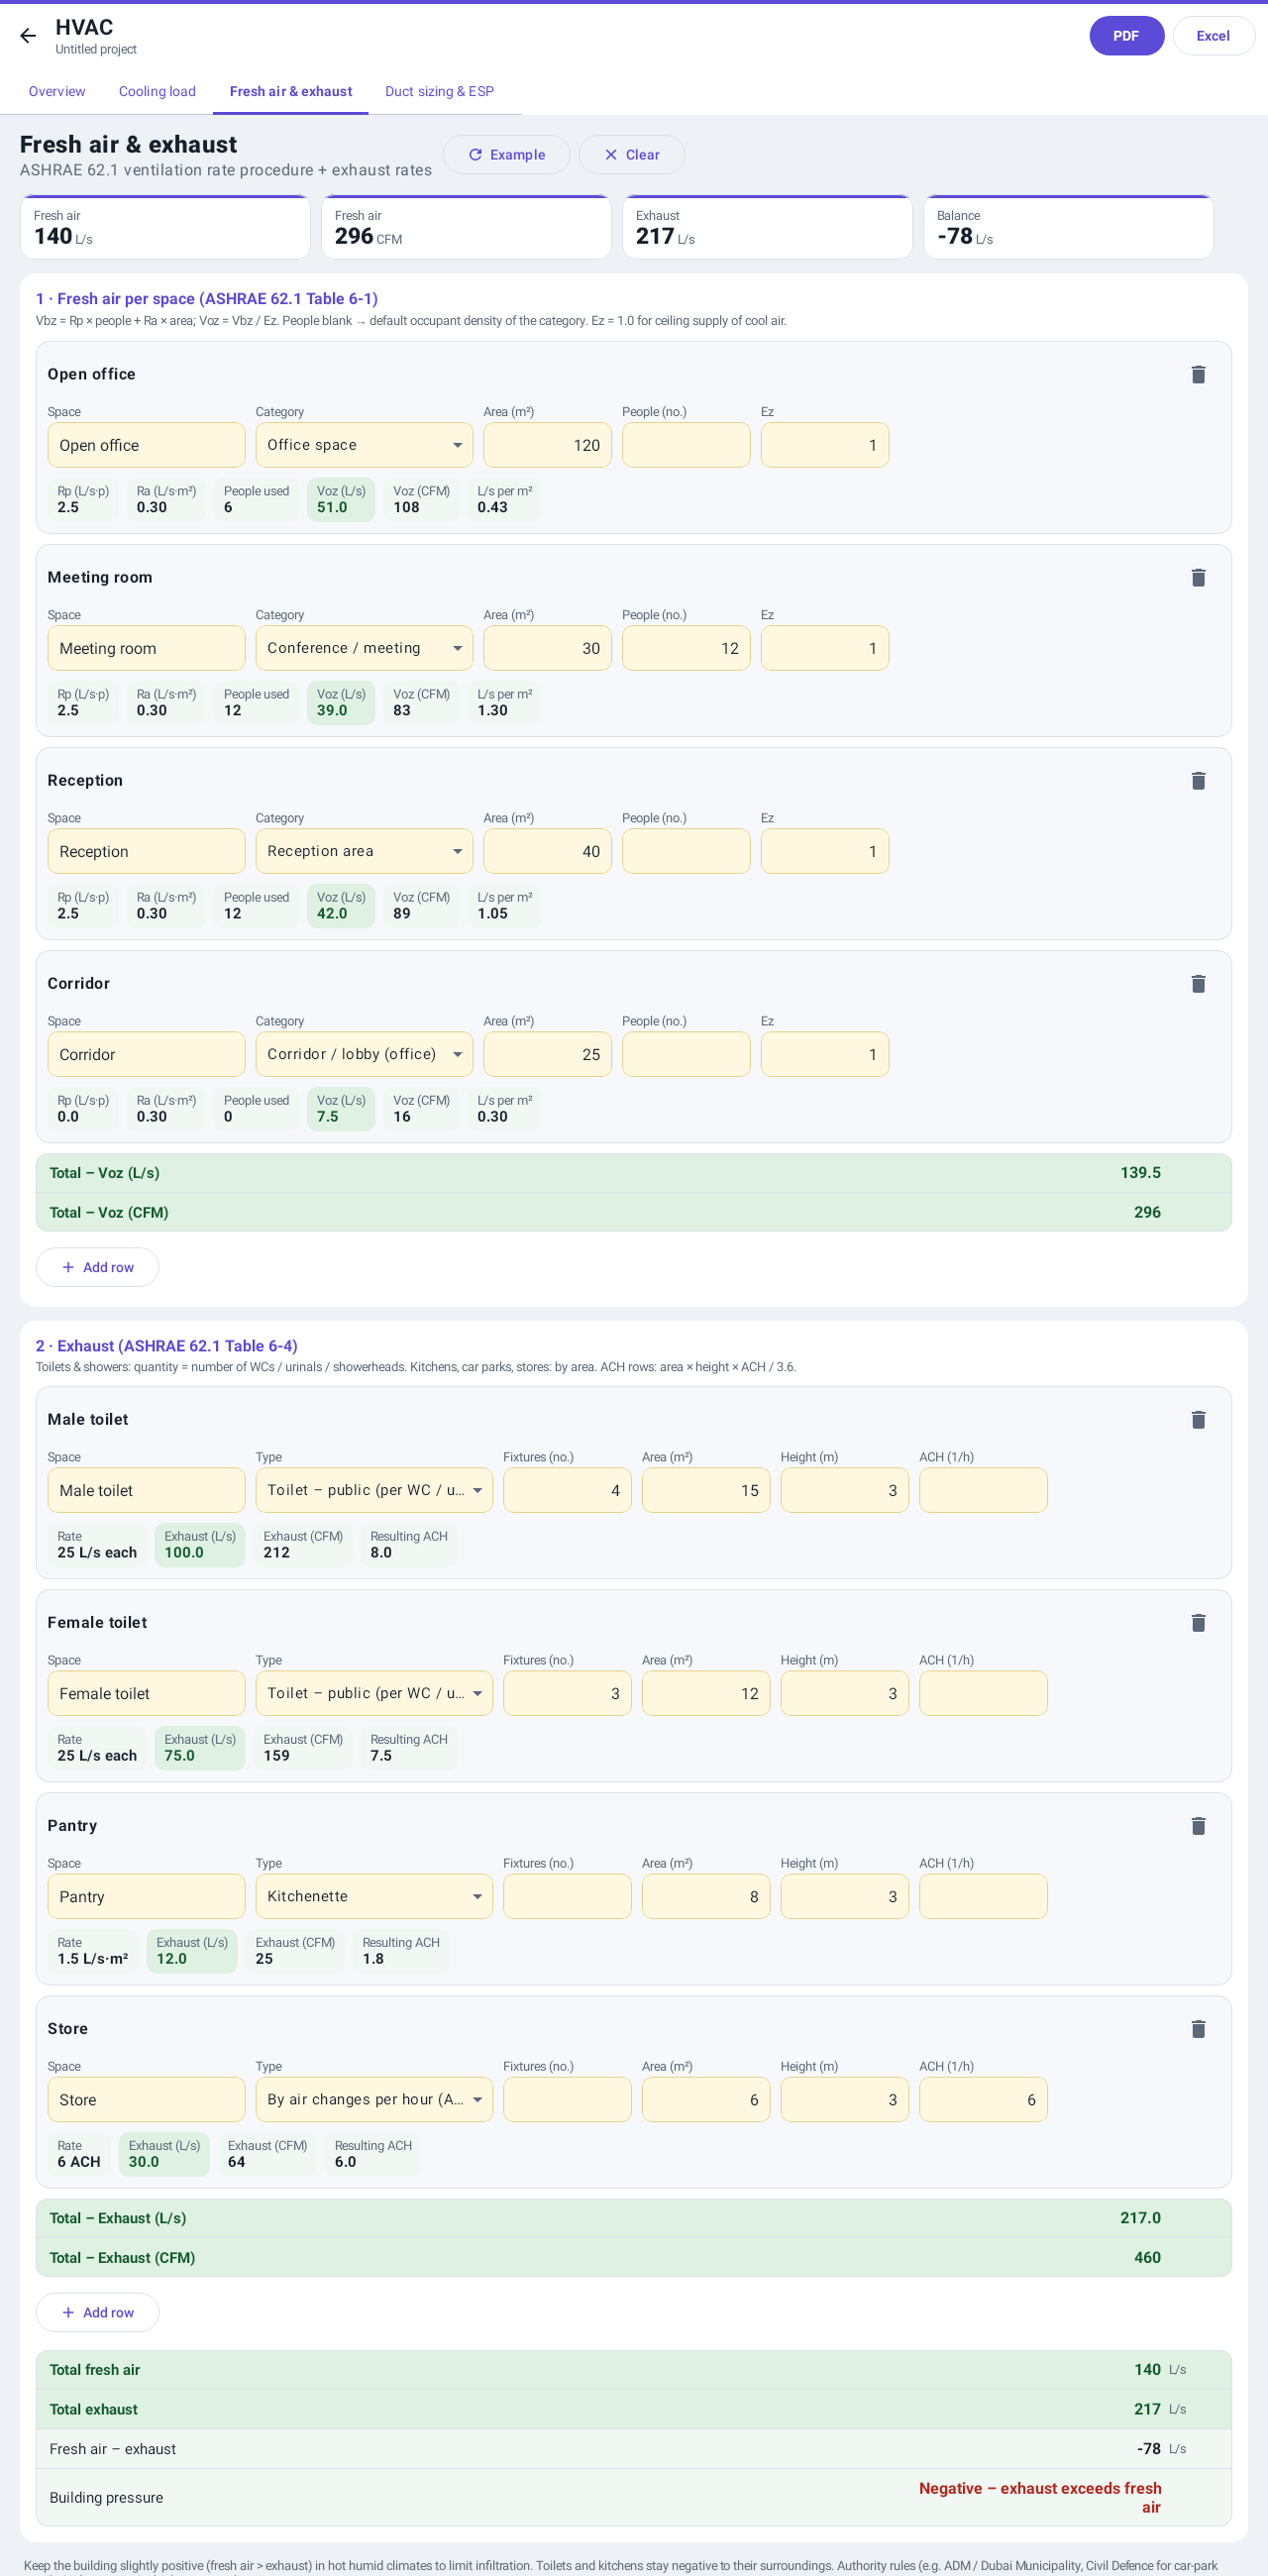 HVAC
Untitled project
PDF
Excel
Overview
Cooling load
Fresh air & exhaust
Duct sizing & ESP
Fresh air & exhaust
ASHRAE 62.1 ventilation rate procedure + exhaust rates
Example
Clear
Fresh air
140 L/s
Fresh air
296 CFM
Exhaust
217 L/s
Balance
-78 L/s
1 · Fresh air per space (ASHRAE 62.1 Table 6-1)
Vbz = Rp × people + Ra × area; Voz = Vbz / Ez. People blank → default occupant density of the category. Ez = 1.0 for ceiling supply of cool air.
Open office
Space Category Area (m²) People (no.) Ez
Open office Office space 120 1
Rp (L/s·p) Ra (L/s·m²) People used Voz (L/s) Voz (CFM) L/s per m²
2.5 0.30 6 51.0 108 0.43
Meeting room
Space Category Area (m²) People (no.) Ez
Meeting room Conference / meeting 30 12 1
Rp (L/s·p) Ra (L/s·m²) People used Voz (L/s) Voz (CFM) L/s per m²
2.5 0.30 12 39.0 83 1.30
Reception
Space Category Area (m²) People (no.) Ez
Reception Reception area 40 1
Rp (L/s·p) Ra (L/s·m²) People used Voz (L/s) Voz (CFM) L/s per m²
2.5 0.30 12 42.0 89 1.05
Corridor
Space Category Area (m²) People (no.) Ez
Corridor Corridor / lobby (office) 25 1
Rp (L/s·p) Ra (L/s·m²) People used Voz (L/s) Voz (CFM) L/s per m²
0.0 0.30 0 7.5 16 0.30
Total – Voz (L/s) 139.5
Total – Voz (CFM) 296
Add row
2 · Exhaust (ASHRAE 62.1 Table 6-4)
Toilets & showers: quantity = number of WCs / urinals / showerheads. Kitchens, car parks, stores: by area. ACH rows: area × height × ACH / 3.6.
Male toilet
Space Type Fixtures (no.) Area (m²) Height (m) ACH (1/h)
Male toilet Toilet – public (per WC / u... 4 15 3
Rate Exhaust (L/s) Exhaust (CFM) Resulting ACH
25 L/s each 100.0 212 8.0
Female toilet
Space Type Fixtures (no.) Area (m²) Height (m) ACH (1/h)
Female toilet Toilet – public (per WC / u... 3 12 3
Rate Exhaust (L/s) Exhaust (CFM) Resulting ACH
25 L/s each 75.0 159 7.5
Pantry
Space Type Fixtures (no.) Area (m²) Height (m) ACH (1/h)
Pantry Kitchenette 8 3
Rate Exhaust (L/s) Exhaust (CFM) Resulting ACH
1.5 L/s·m² 12.0 25 1.8
Store
Space Type Fixtures (no.) Area (m²) Height (m) ACH (1/h)
Store By air changes per hour (A... 6 3 6
Rate Exhaust (L/s) Exhaust (CFM) Resulting ACH
6 ACH 30.0 64 6.0
Total – Exhaust (L/s) 217.0
Total – Exhaust (CFM) 460
Add row
Total fresh air 140 L/s
Total exhaust 217 L/s
Fresh air – exhaust -78 L/s
Building pressure Negative – exhaust exceeds fresh
air
Keep the building slightly positive (fresh air > exhaust) in hot humid climates to limit infiltration. Toilets and kitchens stay negative to their surroundings. Authority rules (e.g. ADM / Dubai Municipality, Civil Defence for car-park